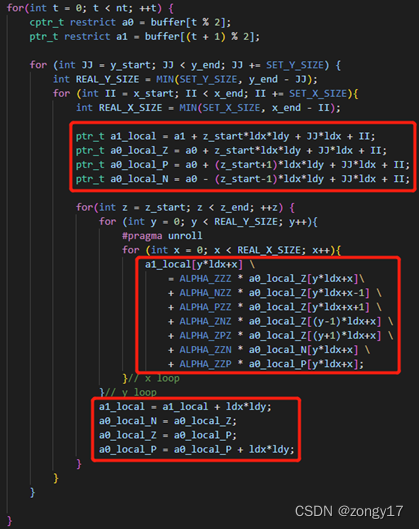 for(int t = 0; t < nt; ++t) {
    cptr_t restrict a0 = buffer[t % 2];
    ptr_t restrict a1 = buffer[(t + 1) % 2];
    for (int JJ = y_start; JJ < y_end; JJ += SET_Y_SIZE) {
        int REAL_Y_SIZE = MIN(SET_Y_SIZE, y_end - JJ);
        for (int II = x_start; II < x_end; II += SET_X_SIZE){
            int REAL_X_SIZE = MIN(SET_X_SIZE, x_end - II);
            ptr_t a1_local = a1 + z_start*ldx*ldy + JJ*ldx + II;
            ptr_t a0_local_Z = a0 + z_start*ldx*ldy + JJ*ldx + II;
            ptr_t a0_local_P = a0 + (z_start+1)*ldx*ldy + JJ*ldx + II;
            ptr_t a0_local_N = a0 - (z_start-1)*ldx*ldy + JJ*ldx + II;
            for(int z = z_start; z < z_end; ++z) {
                for (int y = 0; y < REAL_Y_SIZE; y++){
                    #pragma unroll
                    for (int x = 0; x < REAL_X_SIZE; x++){
                        a1_local[y*ldx+x] \
                            = ALPHA_ZZZ * a0_local_Z[y*ldx+x]\
                            + ALPHA_NZZ * a0_local_Z[y*ldx+x-1] \
                            + ALPHA_PZZ * a0_local_Z[y*ldx+x+1] \
                            + ALPHA_ZNZ * a0_local_Z[(y-1)*ldx+x] \
                            + ALPHA_ZPZ * a0_local_Z[(y+1)*ldx+x] \
                            + ALPHA_ZZN * a0_local_N[y*ldx+x] \
                            + ALPHA_ZZP * a0_local_P[y*ldx+x];
                    }// x loop
                }// y loop
                a1_local = a1_local + ldx*ldy;
                a0_local_N = a0_local_Z;
                a0_local_Z = a0_local_P;
                a0_local_P = a0_local_P + ldx*ldy;
            }
        }
    }
}
CSDN @zongy17